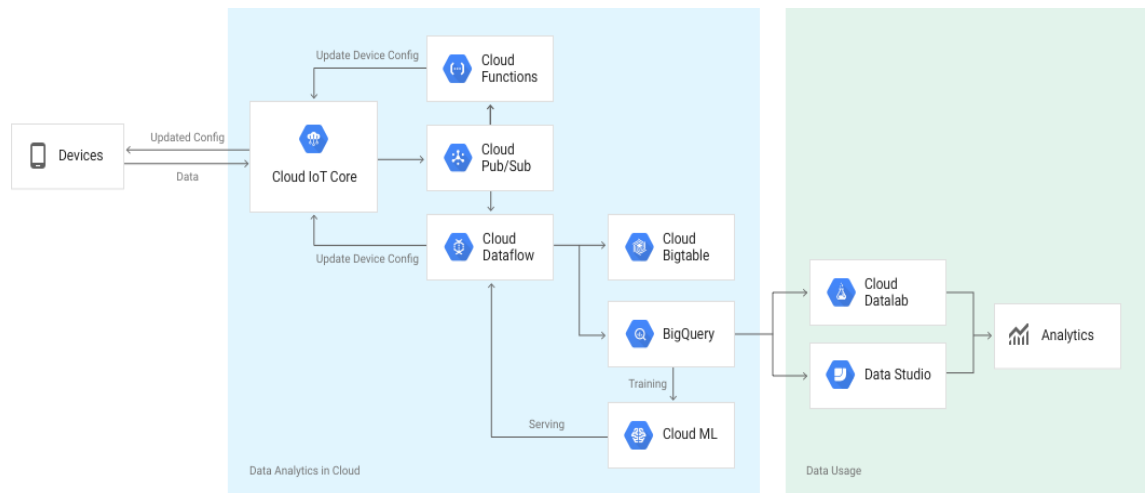 Update Device Config
Cloud
Functions
Devices
Updated Config
Data
Cloud IoT Core
Cloud
Pub/Sub
Update Device Config
Cloud
Dataflow
Cloud
Bigtable
BigQuery
Training
Serving
Cloud ML
Data Analytics in Cloud
Cloud
Datalab
Data Studio
Analytics
Data Usage